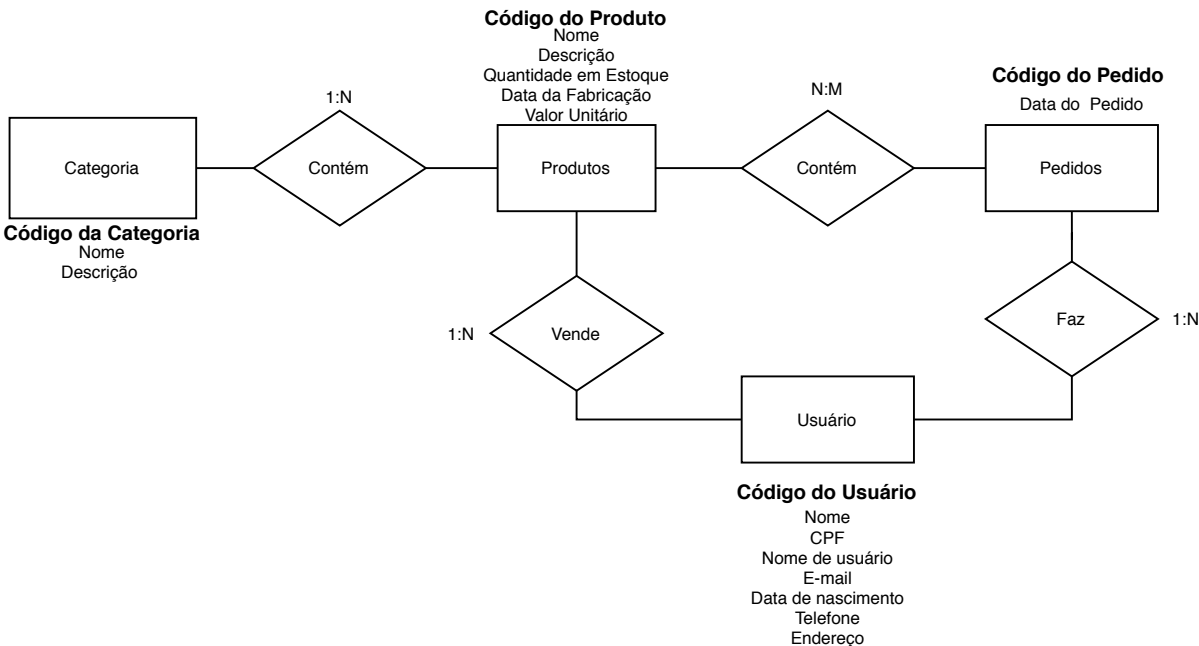 Código do Produto
Nome
Descrição
Quantidade em Estoque
Data da Fabricação
Valor Unitário
Código do Pedido
Data do Pedido
1:N
N:M
Categoria
Contém
Produtos
Contém
Pedidos
Código da Categoria
Nome
Descrição
1:N
Vende
Faz
1:N
Usuário
Código do Usuário
Nome
CPF
Nome de usuário
E-mail
Data de nascimento
Telefone
Endereço